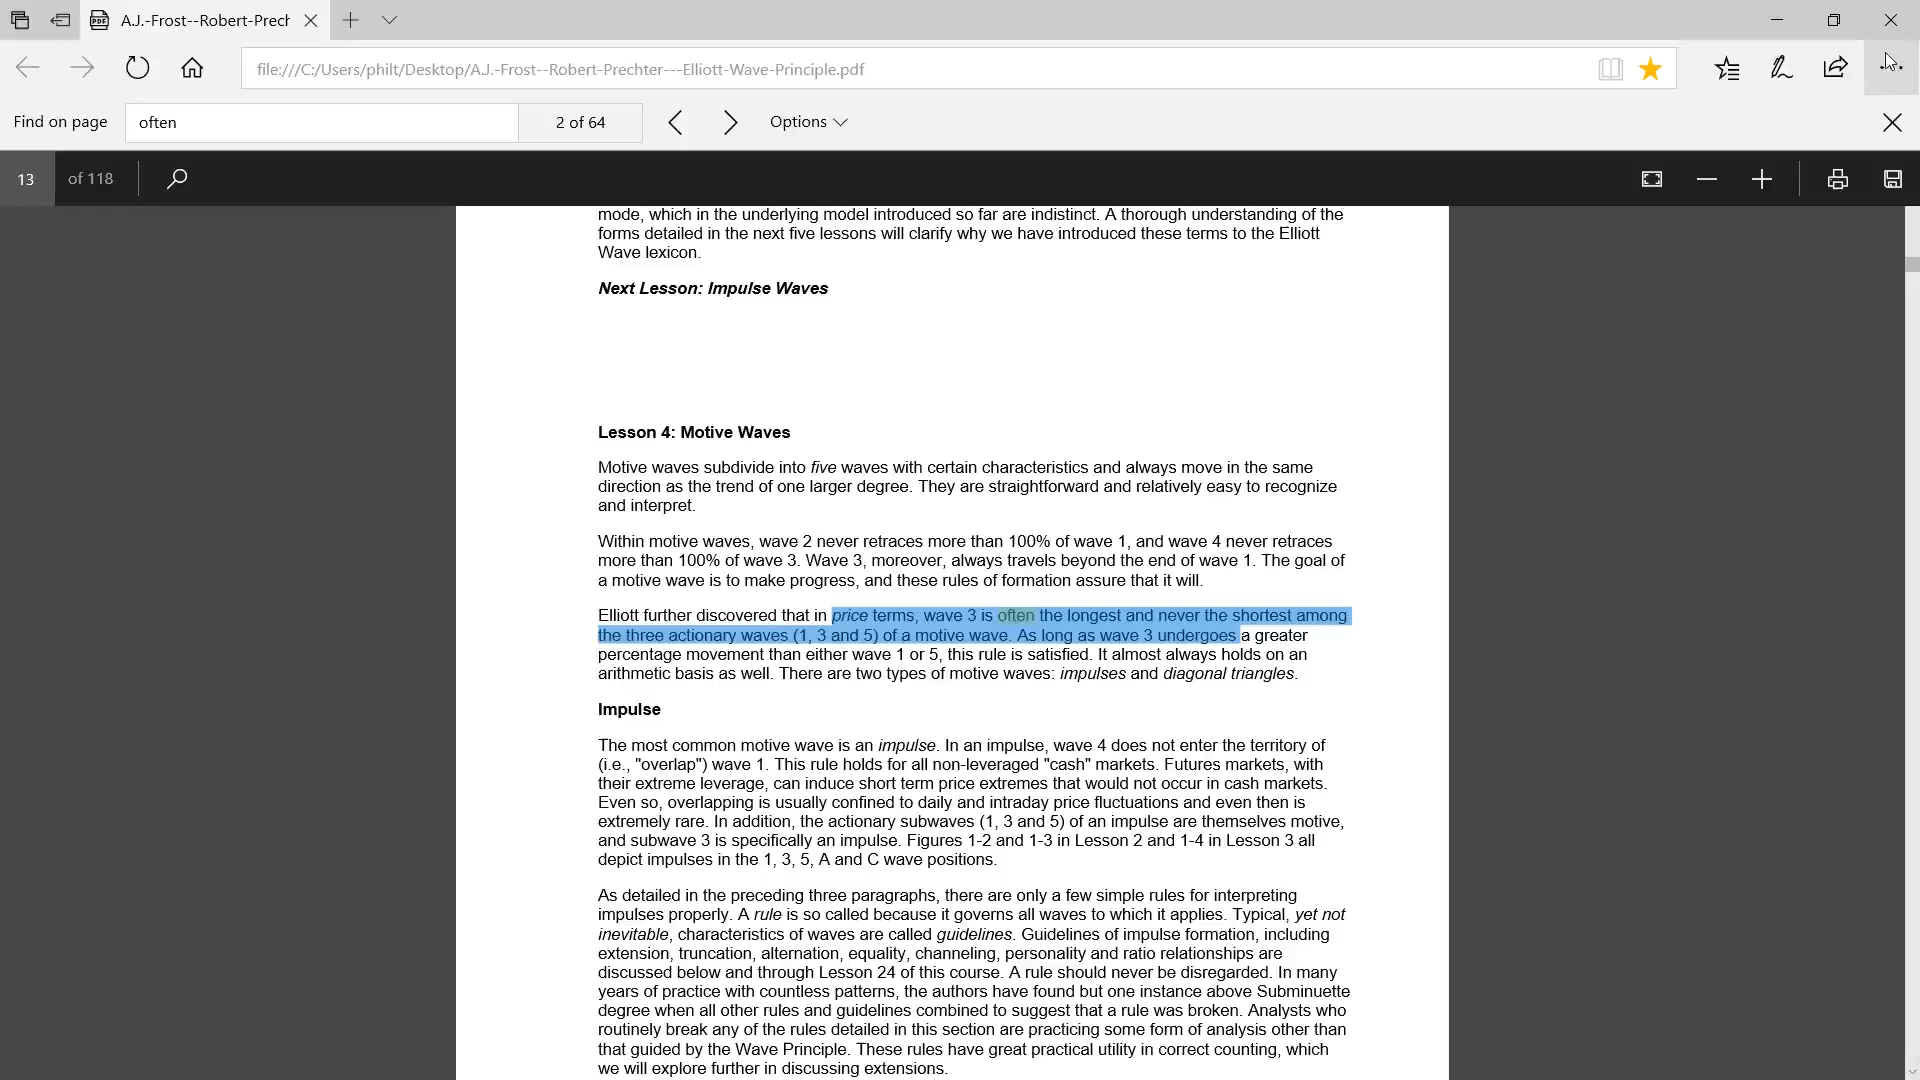 A.J.-Frost--Robert-Prech
file:///C:/Users/philt/Desktop/A.J.-Frost--Robert-Prechter---Elliott-Wave-Principle.pdf
Find on page
often
2 of 64
Options
13
of 118
mode, which in the underlying model introduced so far are indistinct. A thorough understanding of the
forms detailed in the next five lessons will clarify why we have introduced these terms to the Elliott
Wave lexicon.
Next Lesson: Impulse Waves
Lesson 4: Motive Waves
Motive waves subdivide into five waves with certain characteristics and always move in the same
direction as the trend of one larger degree. They are straightforward and relatively easy to recognize
and interpret.
Within motive waves, wave 2 never retraces more than 100% of wave 1, and wave 4 never retraces
more than 100% of wave 3. Wave 3, moreover, always travels beyond the end of wave 1. The goal of
a motive wave is to make progress, and these rules of formation assure that it will.
Elliott further discovered that in price terms, wave 3 is often the longest and never the shortest among
the three actionary waves (1, 3 and 5) of a motive wave. As long as wave 3 undergoes a greater
percentage movement than either wave 1 or 5, this rule is satisfied. It almost always holds on an
arithmetic basis as well. There are two types of motive waves: impulses and diagonal triangles.
Impulse
The most common motive wave is an impulse. In an impulse, wave 4 does not enter the territory of
(i.e., "overlap") wave 1. This rule holds for all non-leveraged "cash" markets. Futures markets, with
their extreme leverage, can induce short term price extremes that would not occur in cash markets.
Even so, overlapping is usually confined to daily and intraday price fluctuations and even then is
extremely rare. In addition, the actionary subwaves (1, 3 and 5) of an impulse are themselves motive,
and subwave 3 is specifically an impulse. Figures 1-2 and 1-3 in Lesson 2 and 1-4 in Lesson 3 all
depict impulses in the 1, 3, 5, A and C wave positions.
As detailed in the preceding three paragraphs, there are only a few simple rules for interpreting
impulses properly. A rule is so called because it governs all waves to which it applies. Typical, yet not
inevitable, characteristics of waves are called guidelines. Guidelines of impulse formation, including
extension, truncation, alternation, equality, channeling, personality and ratio relationships are
discussed below and through Lesson 24 of this course. A rule should never be disregarded. In many
years of practice with countless patterns, the authors have found but one instance above Subminuette
degree when all other rules and guidelines combined to suggest that a rule was broken. Analysts who
routinely break any of the rules detailed in this section are practicing some form of analysis other than
that guided by the Wave Principle. These rules have great practical utility in correct counting, which
we will explore further in discussing extensions.